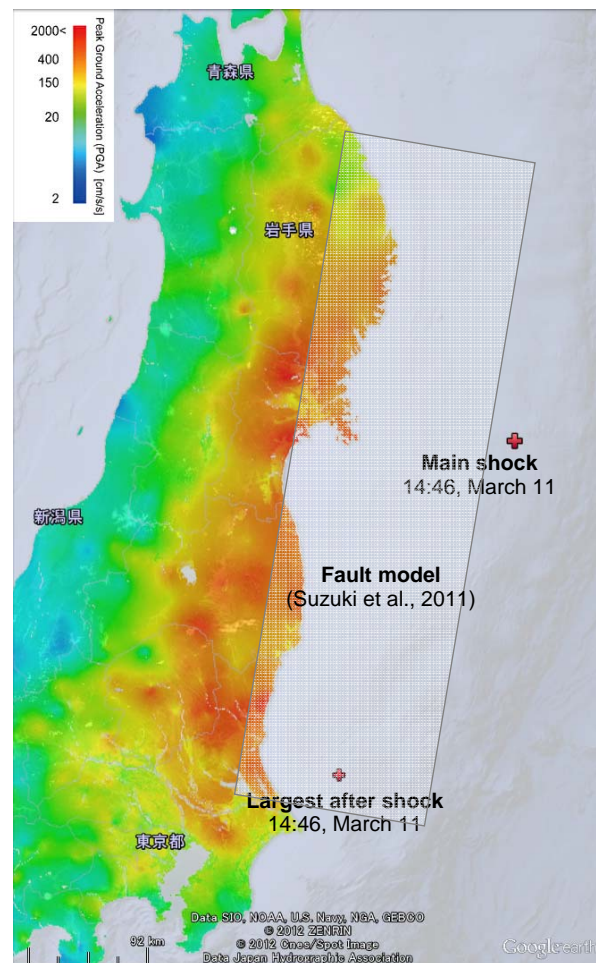 2000<
400
150
20
2
Peak Ground Acceleration (PGA) [cm/s/s]
青森県
岩手県
Main shock
14:46, March 11
新潟県
Fault model
(Suzuki et al., 2011)
Largest after shock
14:46, March 11
東京都
Data SIO, NOAA, U.S. Navy, NGA, GEBCO
© 2012 ZENRIN
92 km
© 2012 Cnes/Spot Image
Data Japan Hydrographic Association
Google earth